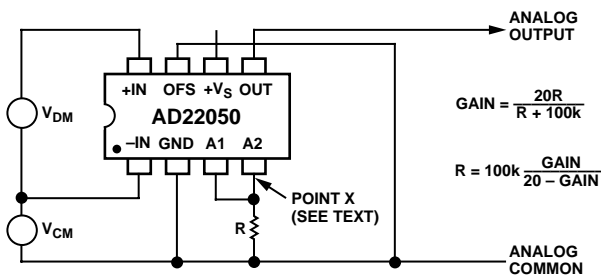 ANALOG
OUTPUT
+IN OFS +VS OUT
AD22050
–IN GND A1 A2
VDM
VCM
POINT X
(SEE TEXT)
R
GAIN = 20R / R + 100k
R = 100k GAIN / 20 – GAIN
ANALOG
COMMON